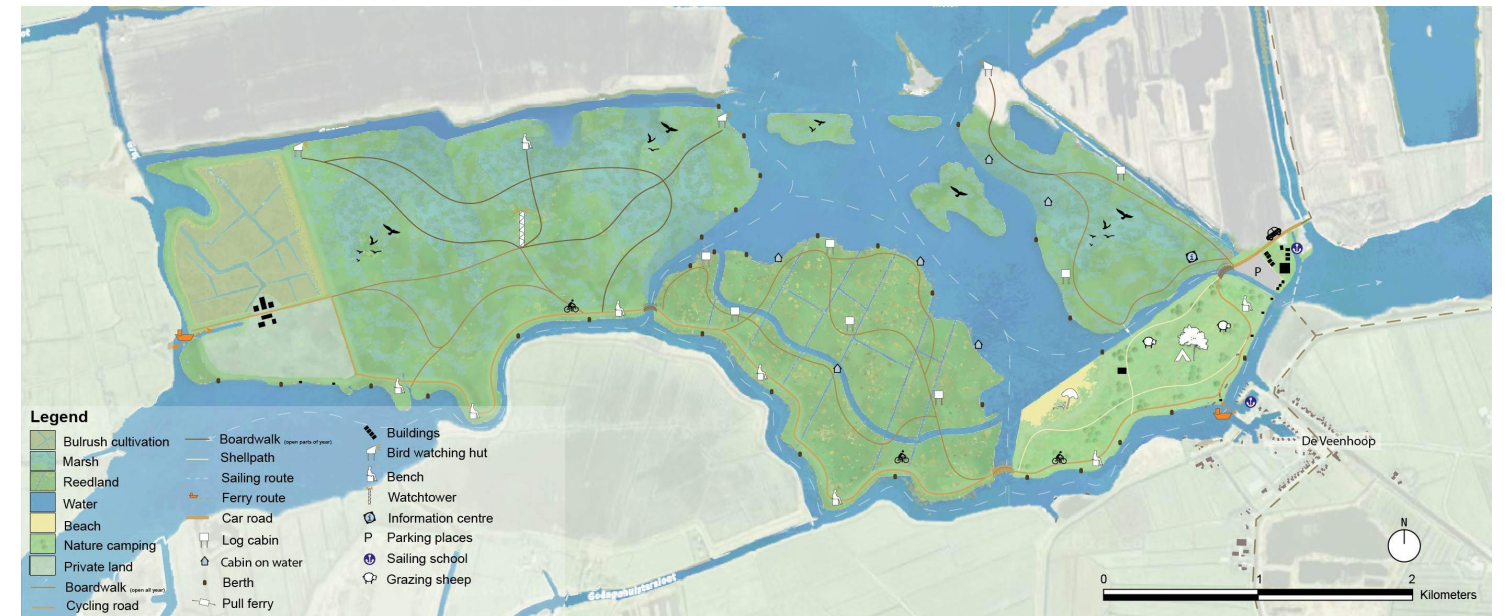 P
De Veenhoop
N
0
1
2
Kilometers
Legend
Bulrush cultivation
Marsh
Reedland
Water
Beach
Nature camping
Private land
Boardwalk (open all year)
Cycling road
Boardwalk (open parts of year)
Shellpath
Sailing route
Ferry route
Car road
Log cabin
Cabin on water
Berth
Pull ferry
Buildings
Bird watching hut
Bench
Watchtower
Information centre
P Parking places
Sailing school
Grazing sheep